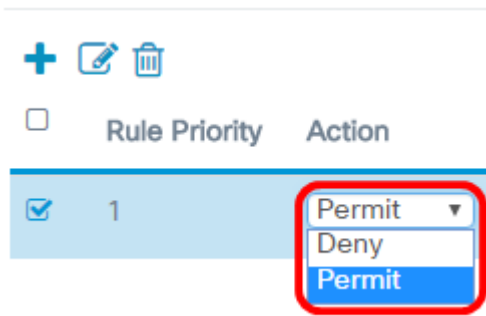 Rule Priority Action
1 Permit
Deny
Permit